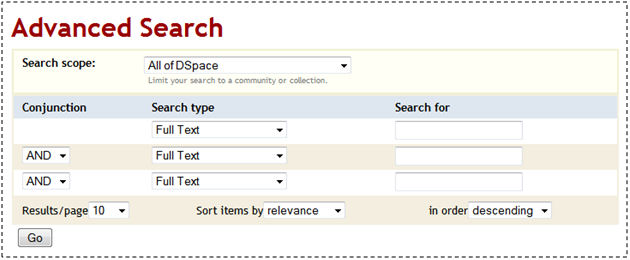 Advanced Search
Search scope: All of DSpace
Limit your search to a community or collection.
Conjunction Search type Search for
Full Text
AND Full Text
AND Full Text
Results/page 10 Sort items by relevance in order descending
Go